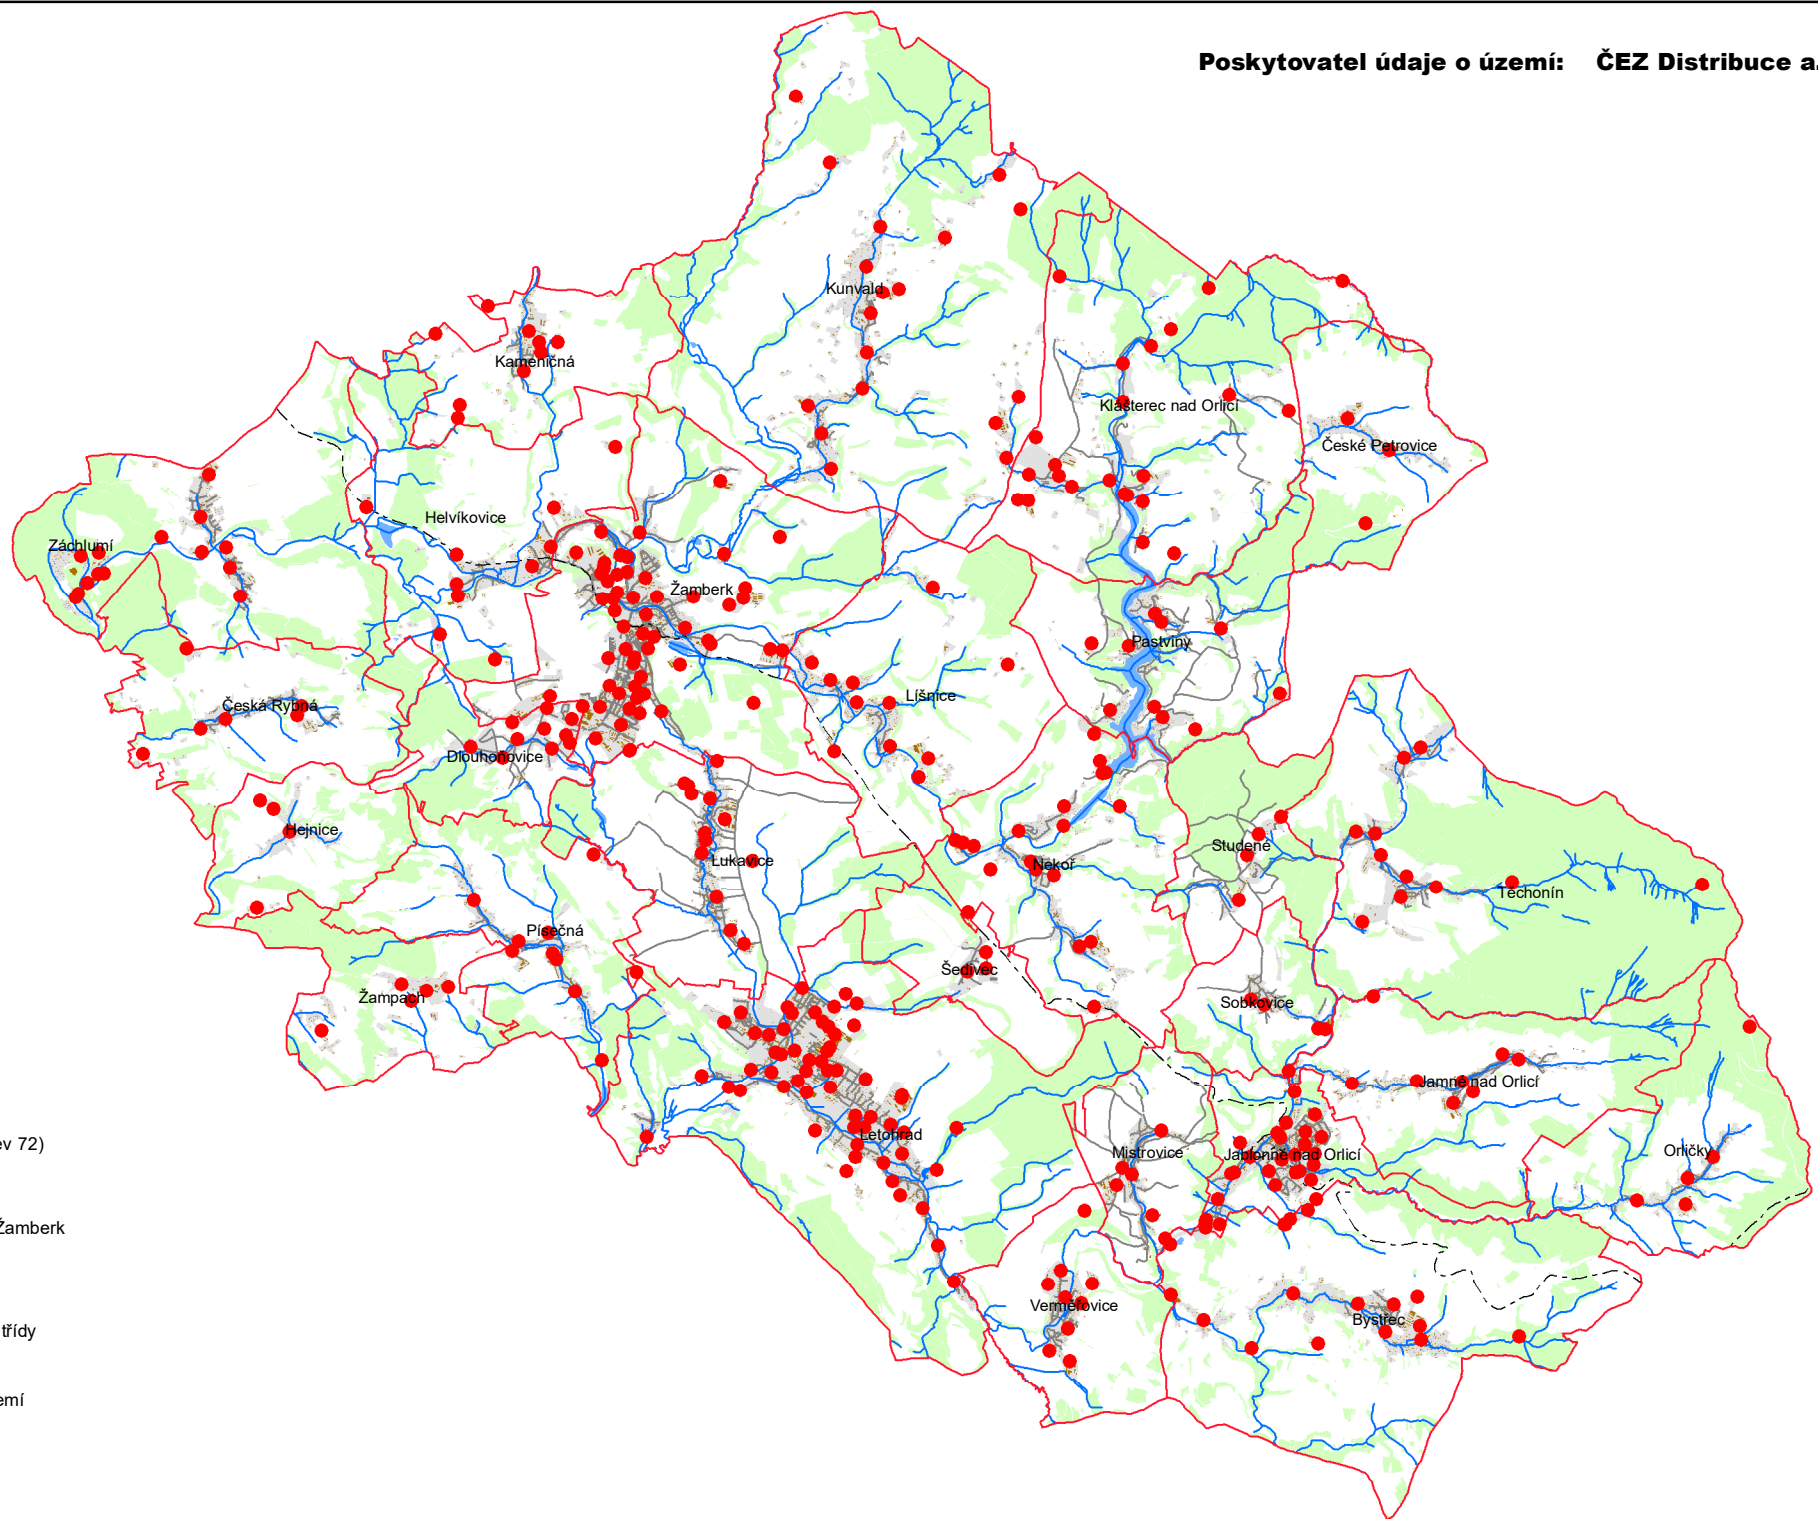 Poskytovatel údaje o území: ČEZ Distribuce a.
Kunvald
Kameničná
Klášterec nad Orlicí
České Petrovice
Helvíkovice
Záchlumí
Žamberk
Pastviny
Líšnice
Česká Rybná
Dlouhoňovice
Hejnice
Lukavice
Nekoř
Studené
Těchonín
Písečná
Šedivec
Žampach
Sobkovice
Jamné nad Orlicí
Letohrad
Mistrovice
Jablonné nad Orlicí
Orličky
ev 72)
Žamberk
Verměřovice
Bystřec
třídy
emí